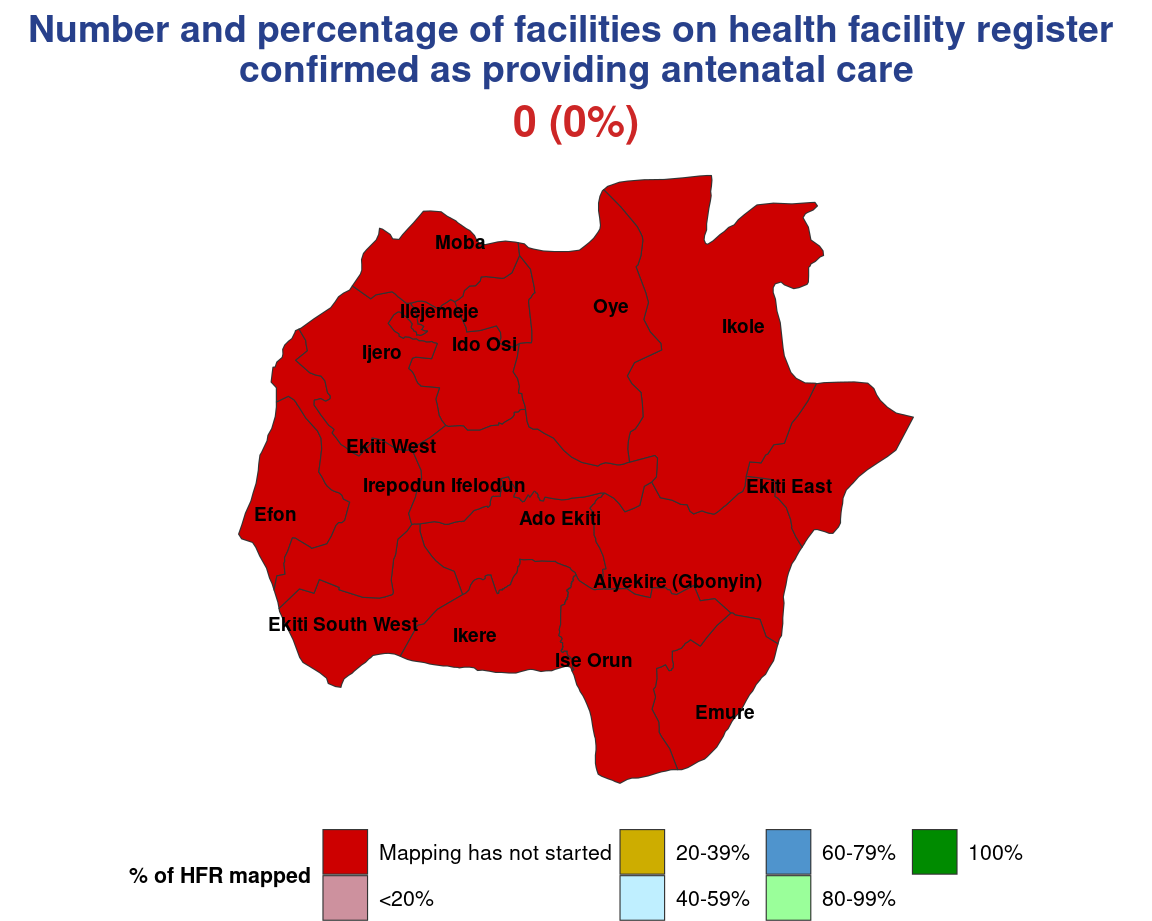 Number and percentage of facilities on health facility register
confirmed as providing antenatal care
0 (0%)
Moba
Ilejemeje
Oye
Ikole
Ido Osi
Ijero
Ekiti West
Irepodun Ifelodun
Ekiti East
Efon
Ado Ekiti
Aiyekire (Gbonyin)
Ekiti South West
Ikere
Ise Orun
Emure
% of HFR mapped
Mapping has not started
<20%
20-39%
40-59%
60-79%
80-99%
100%